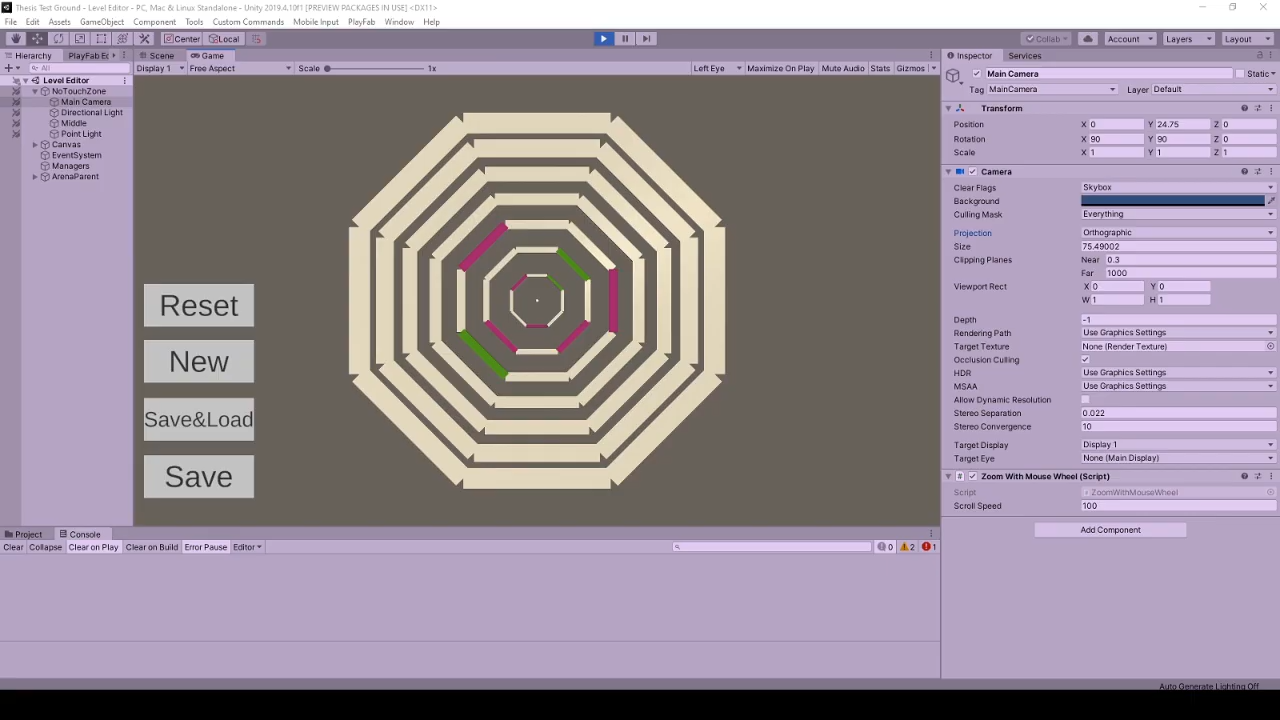 Thesis Test Ground - Level Editor - PC, Mac & Linux Standalone - Unity 2019.4.10f1 [PREVIEW PACKAGES IN USE] <DX11>
File Edit Assets GameObject Component Tools Custom Commands Mobile Input PlayFab Window Help
Center Local Collab Account Layers Layout
Hierarchy PlayFab Ec Scene Game Inspector Services
All Display 1 Free Aspect Scale 1x Left Eye Maximize On Play Mute Audio Stats Gizmos
Main Camera Static
Tag MainCamera Layer Default
Level Editor
NoTouchZone
Main Camera
Directional Light
Middle
Point Light
Canvas
EventSystem
Managers
ArenaParent
Reset
New
Save&Load
Save
Transform
Position X 0 Y 24.75 Z 0
Rotation X 90 Y 90 Z 0
Scale X 1 Y 1 Z 1
Camera
Clear Flags Skybox
Background
Culling Mask Everything
Projection Orthographic
Size 75.49002
Clipping Planes Near 0.3
Far 1000
Viewport Rect X 0 Y 0
W 1 H 1
Depth -1
Rendering Path Use Graphics Settings
Target Texture None (Render Texture)
Occlusion Culling
HDR Use Graphics Settings
MSAA Use Graphics Settings
Allow Dynamic Resolution
Stereo Separation 0.022
Stereo Convergence 10
Target Display Display 1
Target Eye None (Main Display)
Zoom With Mouse Wheel (Script)
Script ZoomWithMouseWheel
Scroll Speed 100
Add Component
Project Console
Clear Collapse Clear on Play Clear on Build Error Pause Editor 0 2 1
Auto Generate Lighting Off